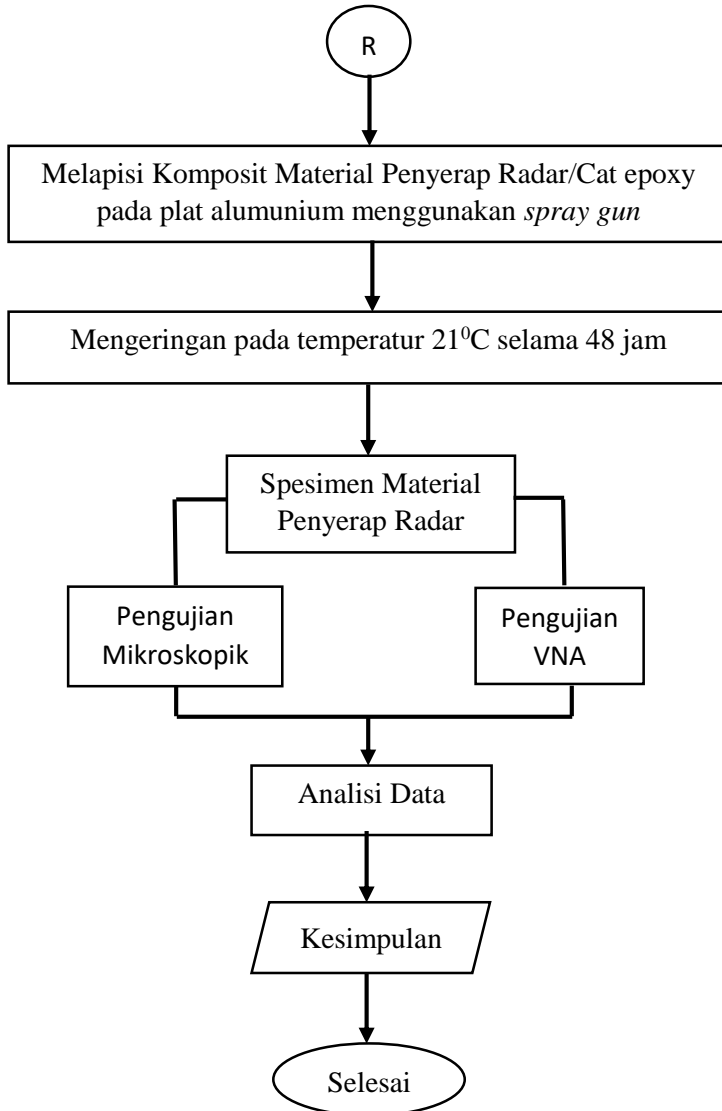 R
Melapisi Komposit Material Penyerap Radar/Cat epoxy
pada plat alumunium menggunakan spray gun
Mengeringan pada temperatur 21⁰C selama 48 jam
Spesimen Material
Penyerap Radar
Pengujian
Mikroskopik
Pengujian
VNA
Analisi Data
Kesimpulan
Selesai